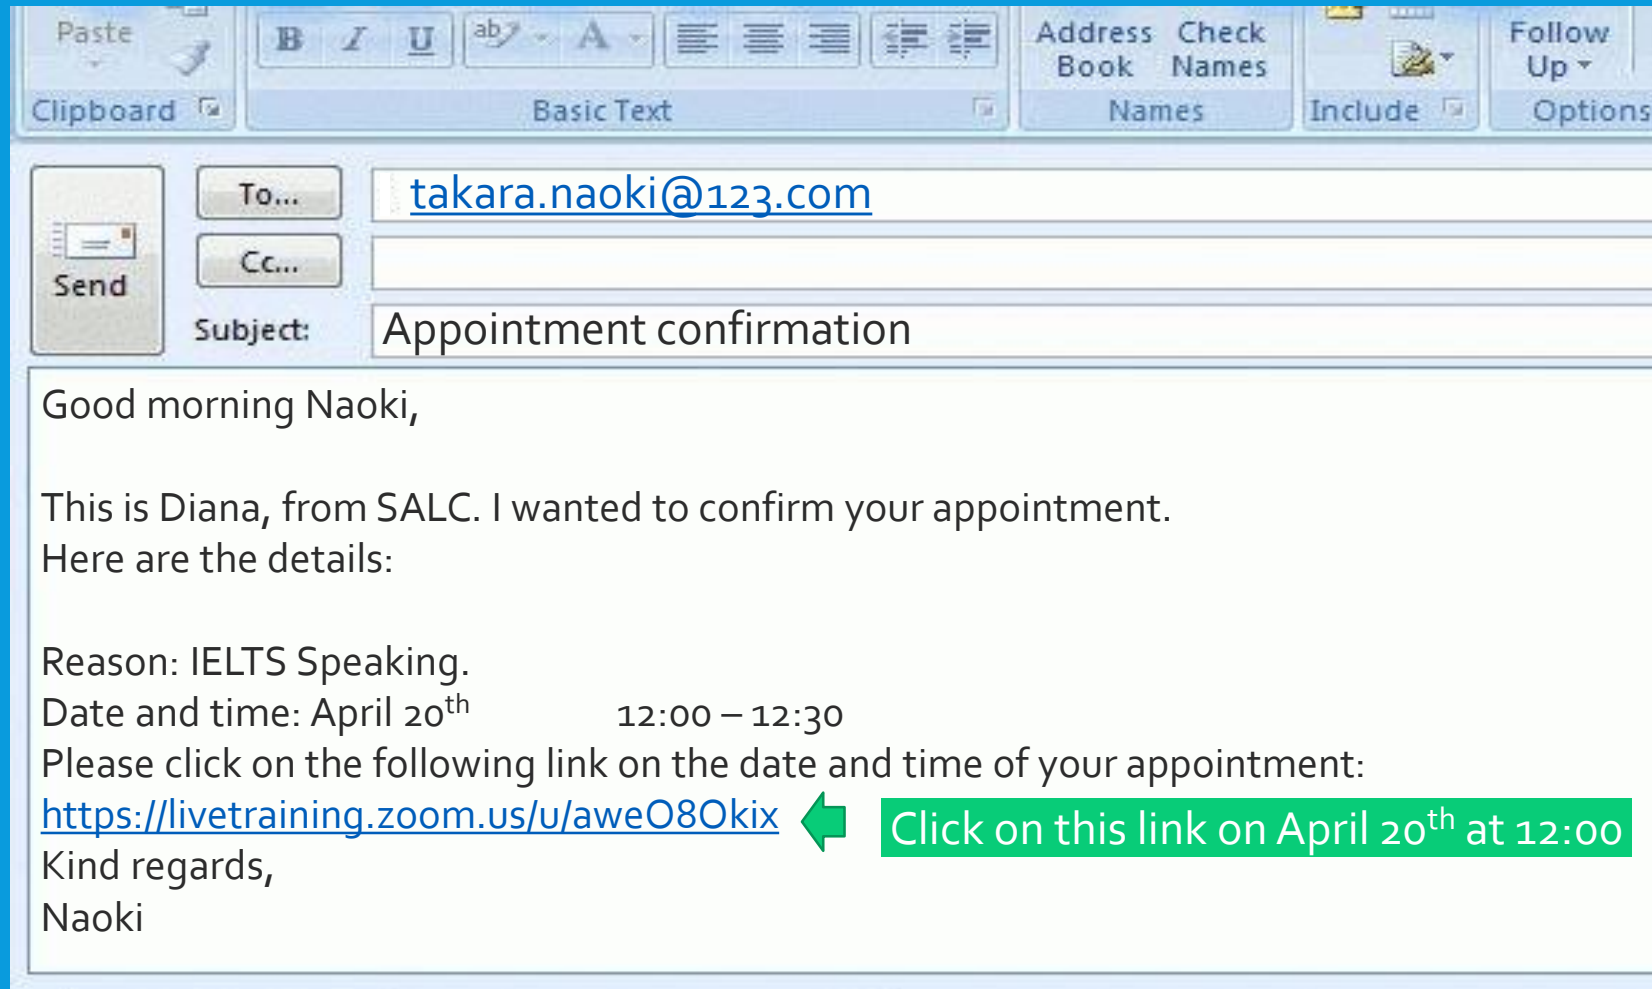 Paste
B I U ab A
Address Book
Check Names
Follow Up
Clipboard
Basic Text
Names
Include
Options
To...
takara.naoki@123.com
Cc...
Send
Subject:
Appointment confirmation
Good morning Naoki,
This is Diana, from SALC. I wanted to confirm your appointment.
Here are the details:
Reason: IELTS Speaking.
Date and time: April 20th 12:00 – 12:30
Please click on the following link on the date and time of your appointment:
https://livetraining.zoom.us/u/aweO8Okix
Click on this link on April 20th at 12:00
Kind regards,
Naoki